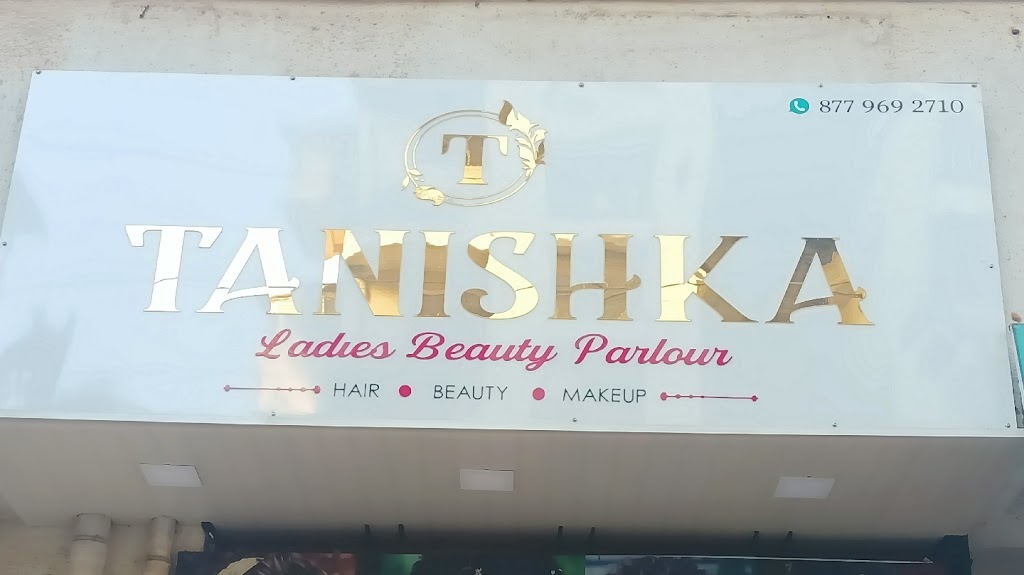 877 969 2710
T
TANISHKA
Ladies Beauty Parlour
HAIR ● BEAUTY ● MAKEUP